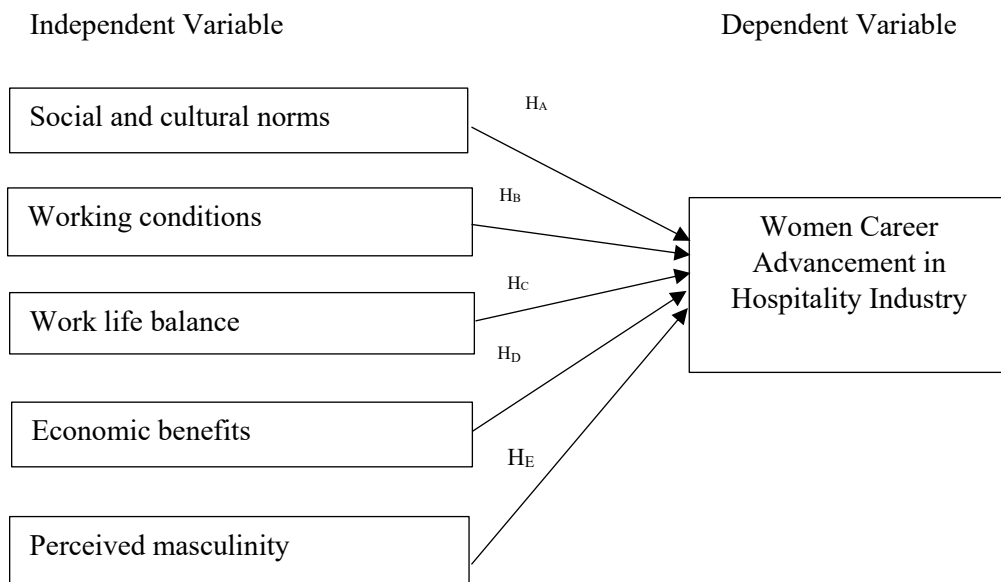 Independent Variable
Dependent Variable
Social and cultural norms
HA
Working conditions
HB
Women Career
Advancement in
Hospitality Industry
Work life balance
HC
HD
Economic benefits
HE
Perceived masculinity